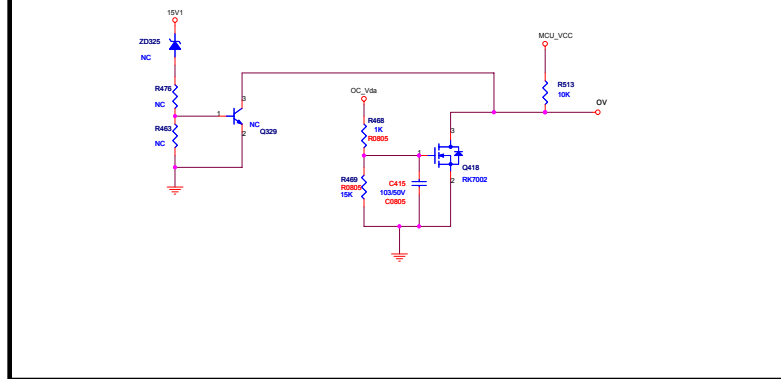 15V1
ZD325
NC
R476
NC
R463
NC
1
3
NC
2
Q329
OC_Vda
R468
1K
R0805
R469
R0805
15K
C415
103/50V
C0805
1
3
Q418
2
RK7002
MCU_VCC
R513
10K
OV